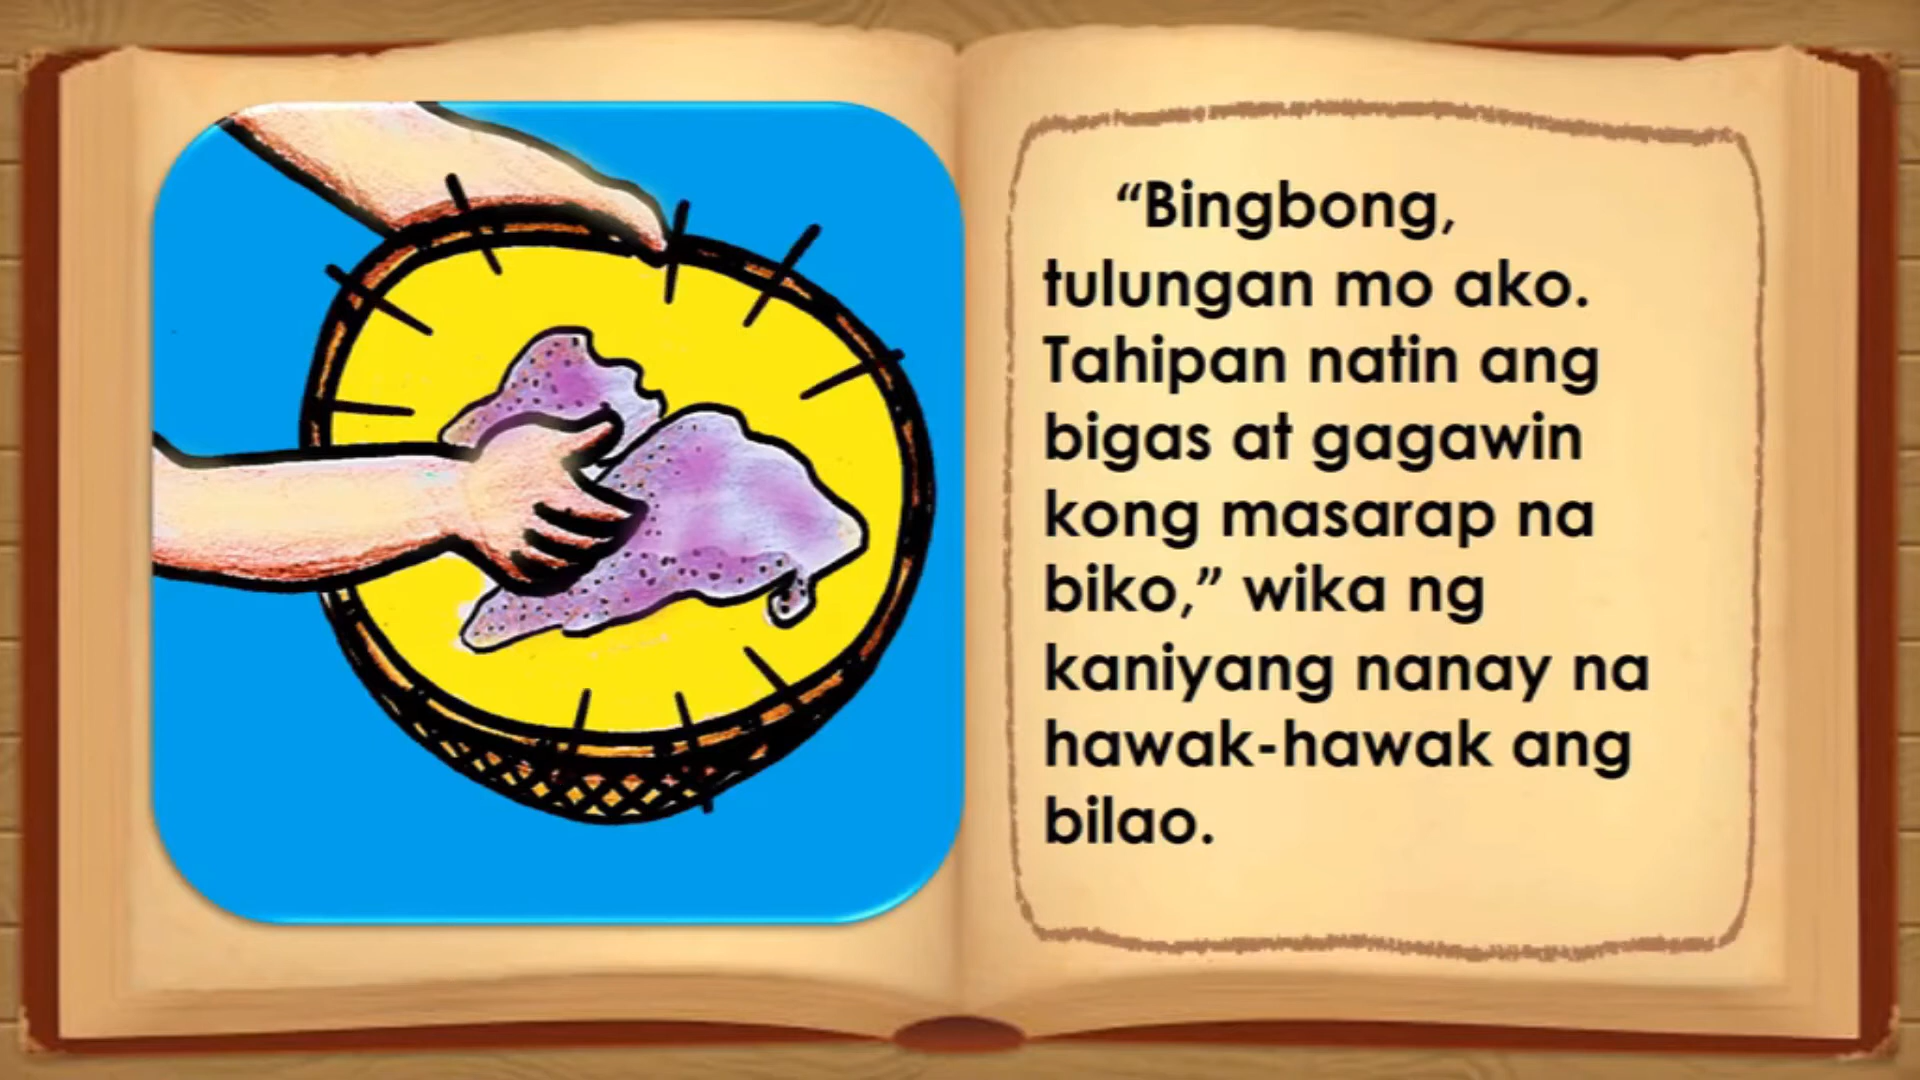 “Bingbong,
tulungan mo ako.
Tahipan natin ang
bigas at gagawin
kong masarap na
biko,” wika ng
kaniyang nanay na
hawak-hawak ang
bilao.